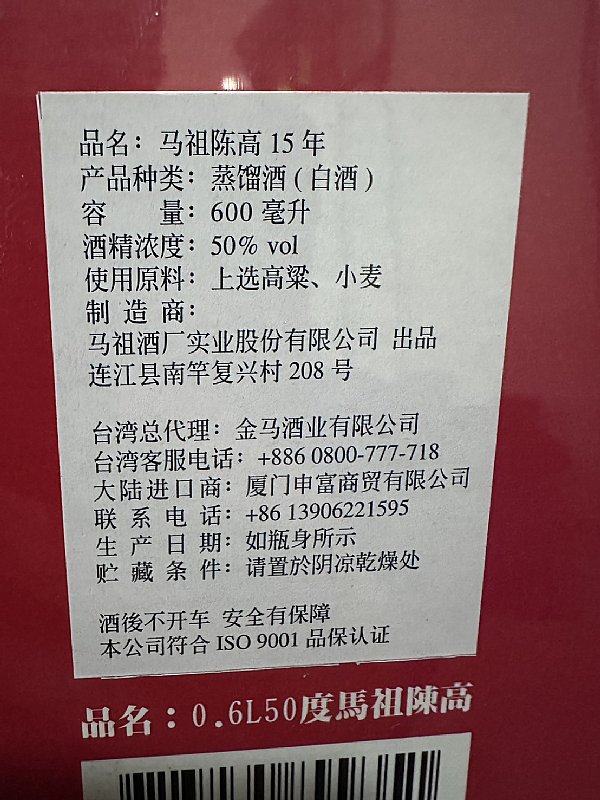 品名：马祖陈高 15 年
产品种类：蒸馏酒 ( 白酒 )
容　　量：600 毫升
酒精浓度：50% vol
使用原料：上选高粱、小麦
制 造 商：
马祖酒厂实业股份有限公司 出品
连江县南竿复兴村 208 号
台湾总代理：金马酒业有限公司
台湾客服电话：+886 0800-777-718
大陆进口商：厦门申富商贸有限公司
联 系 电 话：+86 13906221595
生 产 日 期：如瓶身所示
贮 藏 条 件：请置於阴凉乾燥处
酒後不开车 安全有保障
本公司符合 ISO 9001 品保认证
品名：0.6L50度馬祖陳高